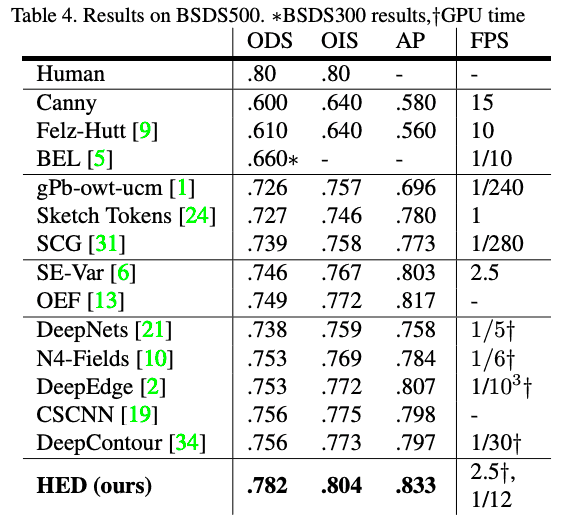 Table 4. Results on BSDS500. ∗BSDS300 results,†GPU time
ODS OIS AP FPS
Human .80 .80 - -
Canny .600 .640 .580 15
Felz-Hutt [9] .610 .640 .560 10
BEL [5] .660∗ - - 1/10
gPb-owt-ucm [1] .726 .757 .696 1/240
Sketch Tokens [24] .727 .746 .780 1
SCG [31] .739 .758 .773 1/280
SE-Var [6] .746 .767 .803 2.5
OEF [13] .749 .772 .817 -
DeepNets [21] .738 .759 .758 1/5†
N4-Fields [10] .753 .769 .784 1/6†
DeepEdge [2] .753 .772 .807 1/10³†
CSCNN [19] .756 .775 .798 -
DeepContour [34] .756 .773 .797 1/30†
HED (ours) .782 .804 .833 2.5†,
1/12